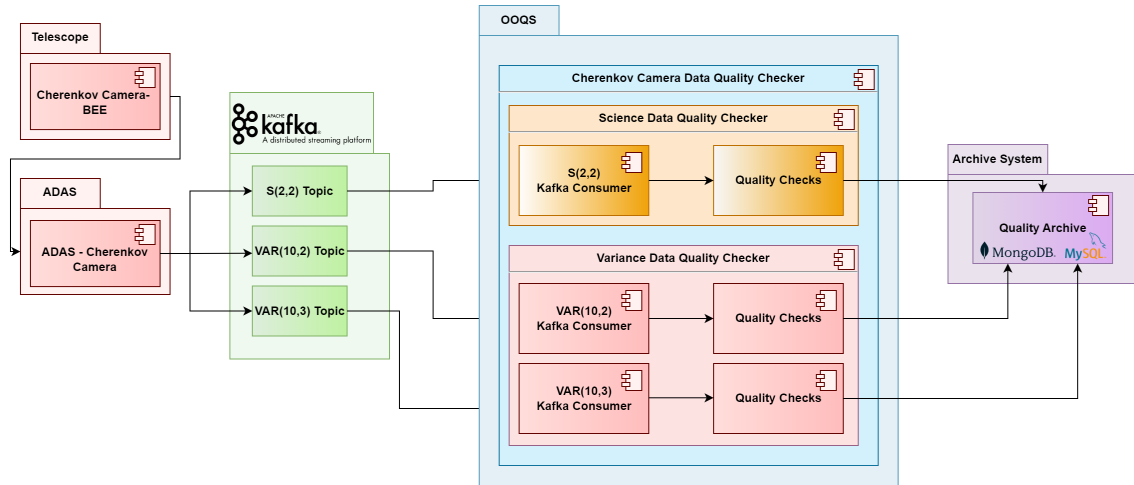 Telescope
Cherenkov Camera-
BEE
ADAS
ADAS - Cherenkov
Camera
APACHE
kafka®
A distributed streaming platform
S(2,2) Topic
VAR(10,2) Topic
VAR(10,3) Topic
OOQS
Cherenkov Camera Data Quality Checker
Science Data Quality Checker
S(2,2)
Kafka Consumer
Quality Checks
Variance Data Quality Checker
VAR(10,2)
Kafka Consumer
Quality Checks
VAR(10,3)
Kafka Consumer
Quality Checks
Archive System
Quality Archive
MongoDB®
MySQL